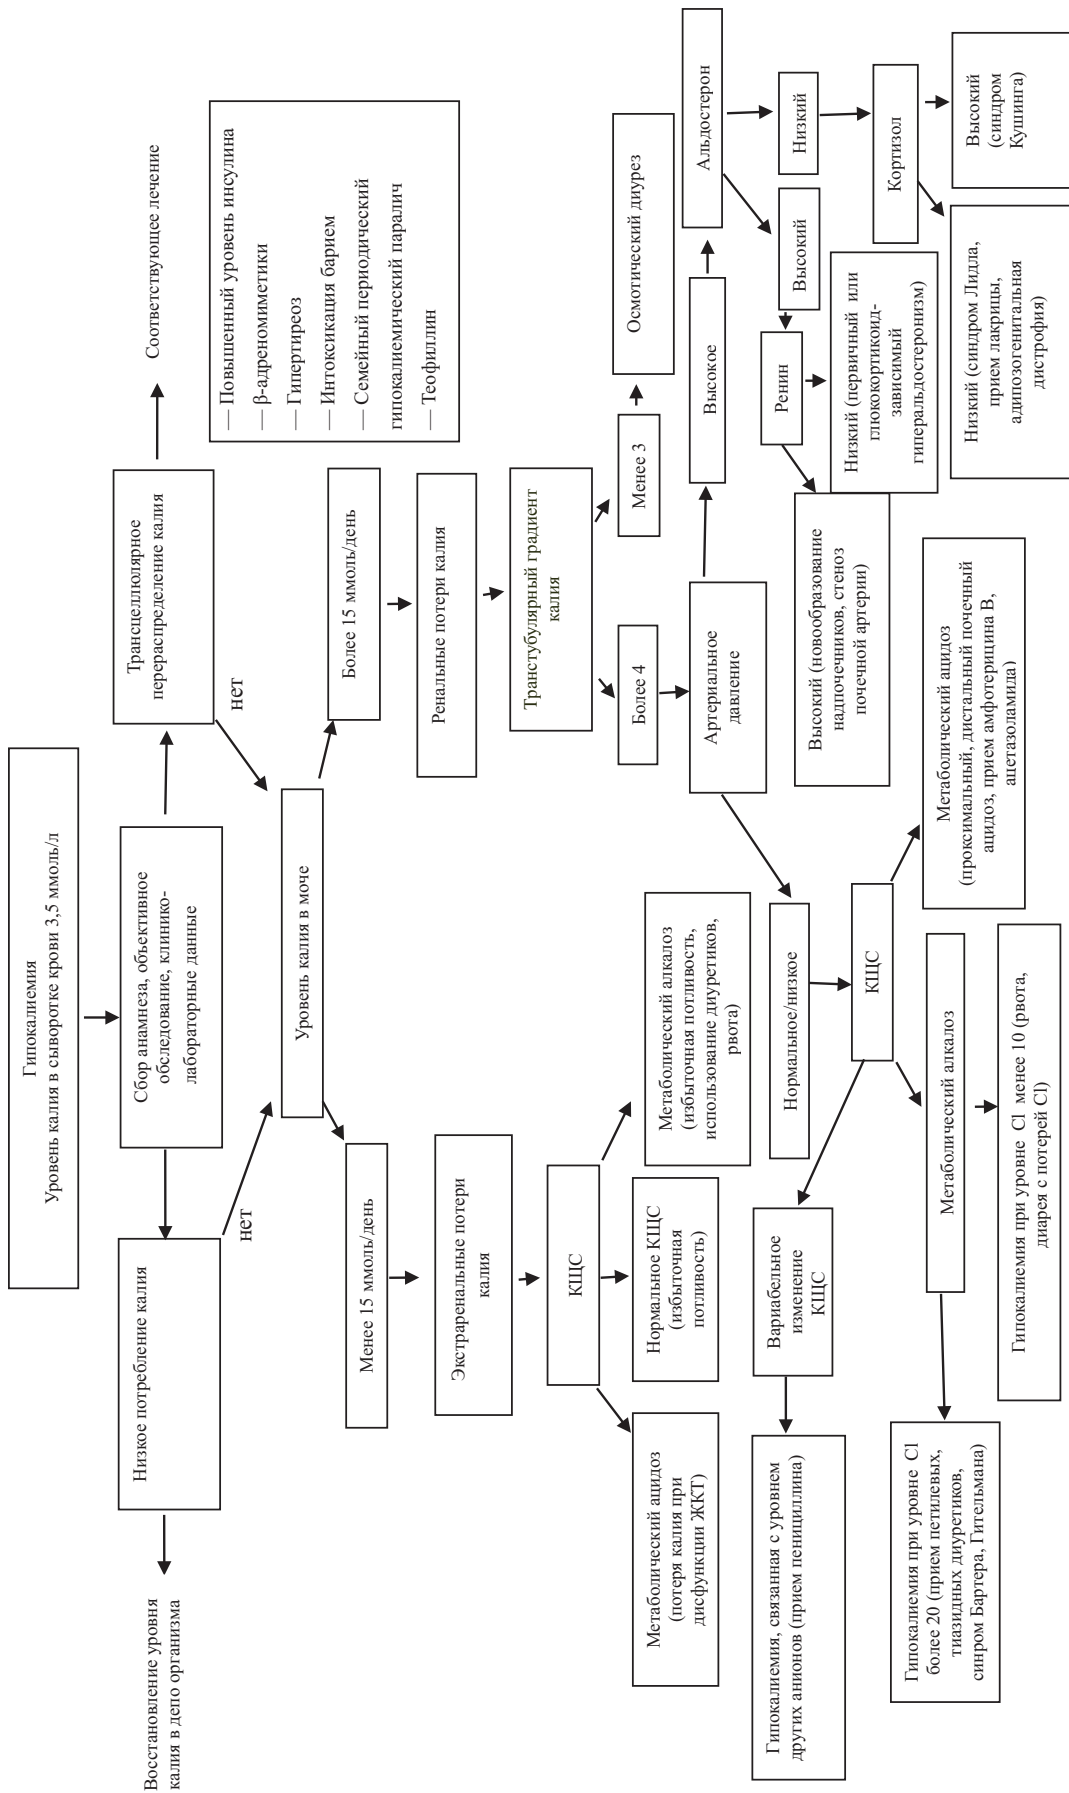 Гипокалиемия
Уровень калия в сыворотке крови 3,5 ммоль/л
Сбор анамнеза, объективное
обследование, клинико-
лабораторные данные
Восстановление уровня
калия в депо организма
Низкое потребление калия
Трансцеллюлярное
перераспределение калия
Соответствующее лечение
— Повышенный уровень инсулина
— β-адреномиметики
— Гипертиреоз
— Интоксикация барием
— Семейный периодический
гипокалиемический паралич
— Теофиллин
нет
нет
Уровень калия в моче
Менее 15 ммоль/день
Более 15 ммоль/день
Экстраренальные потери
калия
Ренальные потери калия
КЩС
Транстубулярный градиент
калия
Метаболический ацидоз
(потеря калия при
дисфункции ЖКТ)
Нормальное КЩС
(избыточная
потливость)
Метаболический алкалоз
(избыточная потливость,
использование диуретиков,
рвота)
Более 4
Менее 3
Осмотический диурез
Артериальное
давление
Высокое
Альдостерон
Нормальное/низкое
Высокий
Низкий
Ренин
Кортизол
Высокий (новообразование
надпочечников, стеноз
почечной артерии)
Низкий (первичный или
глюкокортикоид-
зависимый
гиперальдостеронизм)
Низкий (синдром Лидла,
прием лакрицы,
адипозогенитальная
дистрофия)
Высокий
(синдром
Кушинга)
КЩС
Вариабельное
изменение
КЩС
Метаболический алкалоз
Метаболический ацидоз
(проксимальный, дистальный почечный
ацидоз, прием амфотерицина В,
ацетазоламида)
Гипокалиемия, связанная с уровнем
других анионов (прием пенициллина)
Гипокалиемия при уровне Cl
более 20 (прием петилевых,
тиазидных диуретиков,
синром Бартера, Гительмана)
Гипокалиемия при уровне Cl менее 10 (рвота,
диарея с потерей Cl)